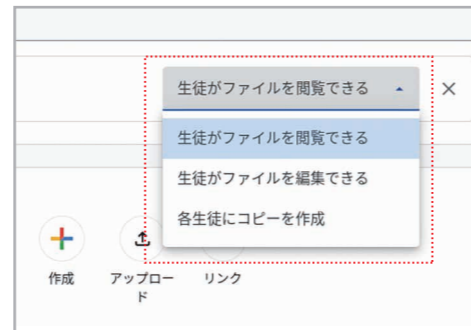 生徒がファイルを閲覧できる
生徒がファイルを閲覧できる
生徒がファイルを編集できる
各生徒にコピーを作成
作成
アップロー
ド
リンク